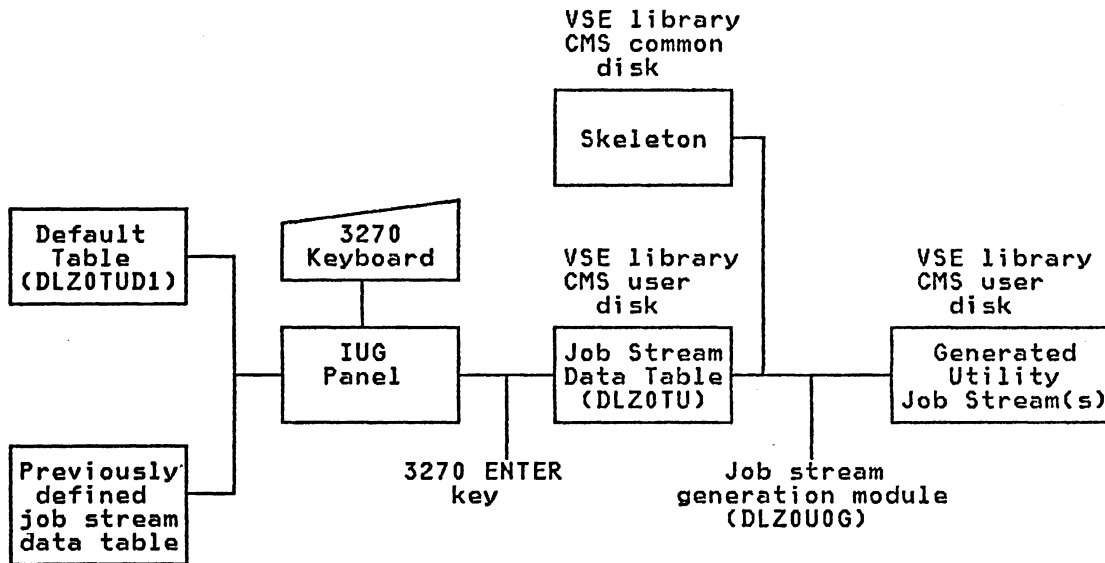 VSE library
CMS common
disk
Skeleton
Default
Table
(DLZ0TUD1)
3270
Keyboard
VSE library
CMS user
disk
VSE library
CMS user
disk
IUG
Panel
Job Stream
Data Table
(DLZ0TU)
Generated
Utility
Job Stream(s)
Previously
defined
job stream
data table
3270 ENTER
key
Job stream
generation module
(DLZ0U0G)